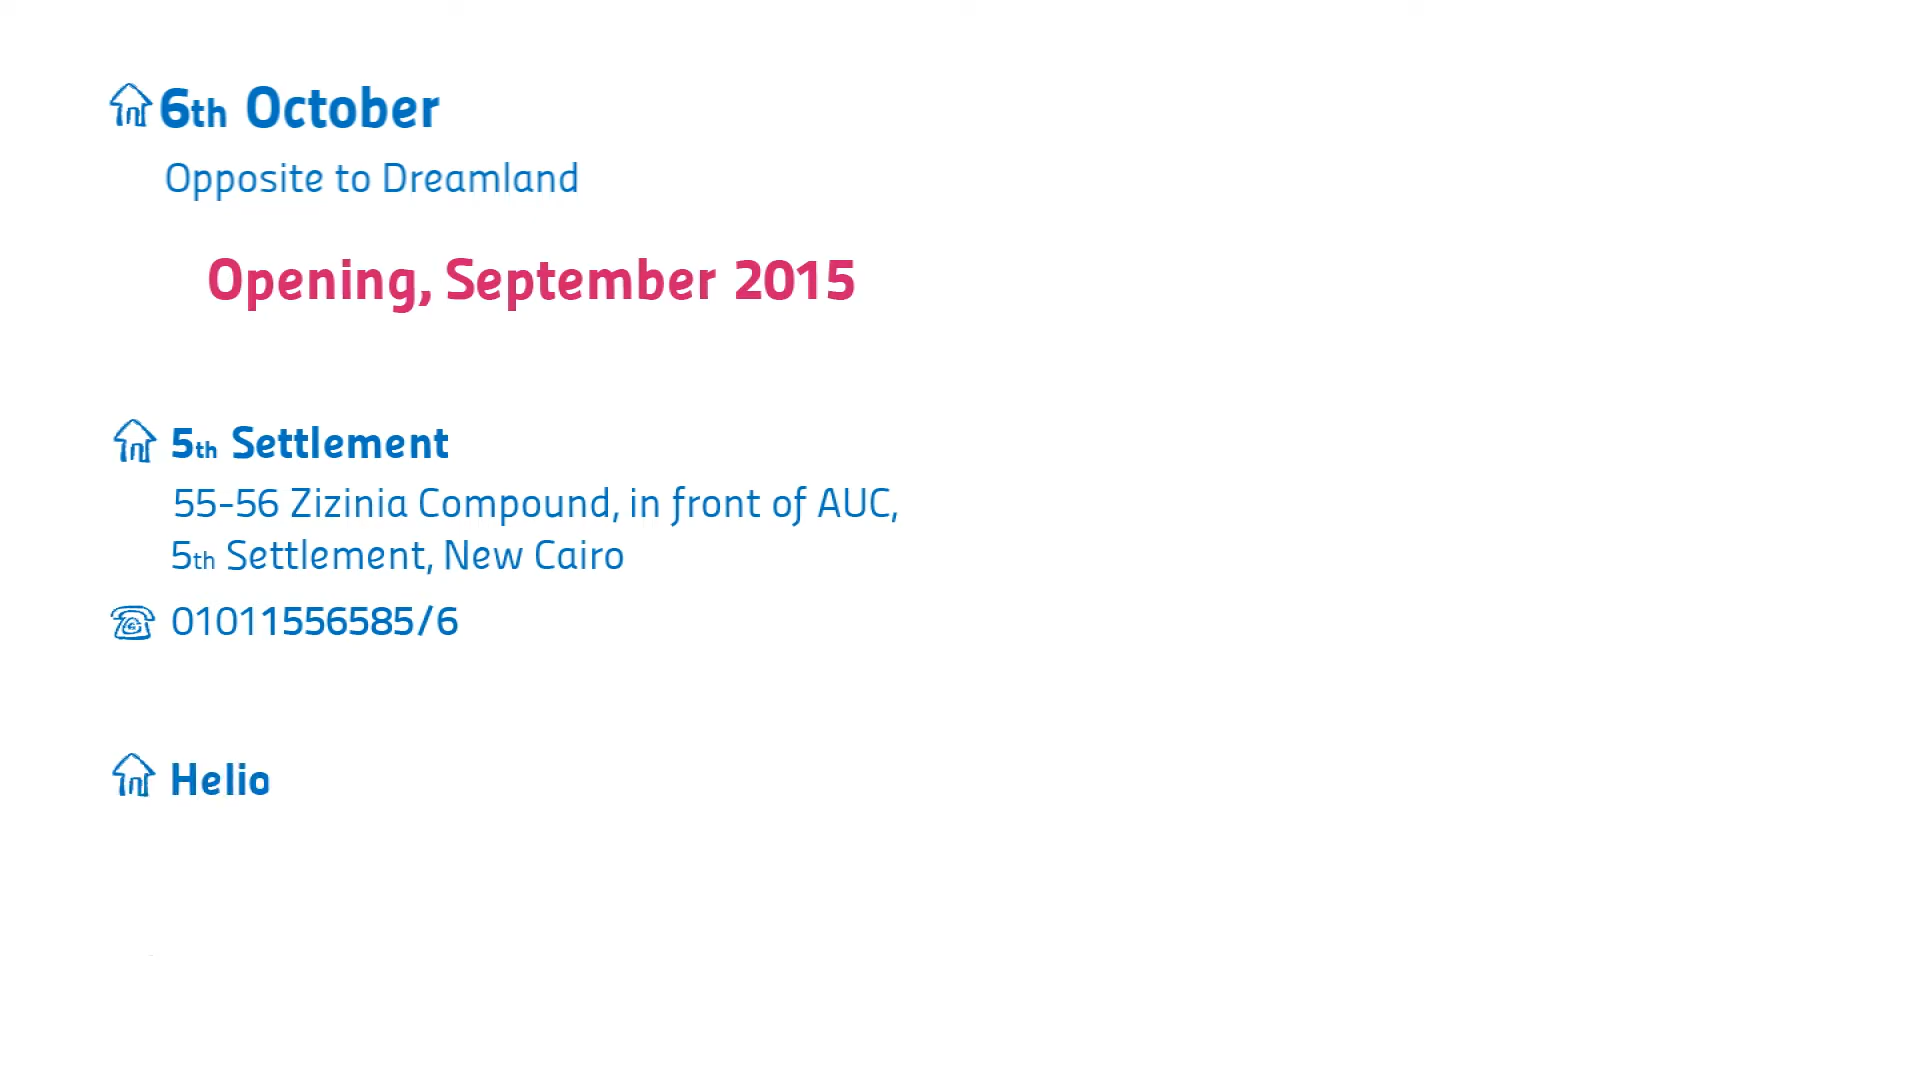 6th October
Opposite to Dreamland
Opening, September 2015
5th Settlement
55-56 Zizinia Compound, in front of AUC,
5th Settlement, New Cairo
01011556585/6
Helio